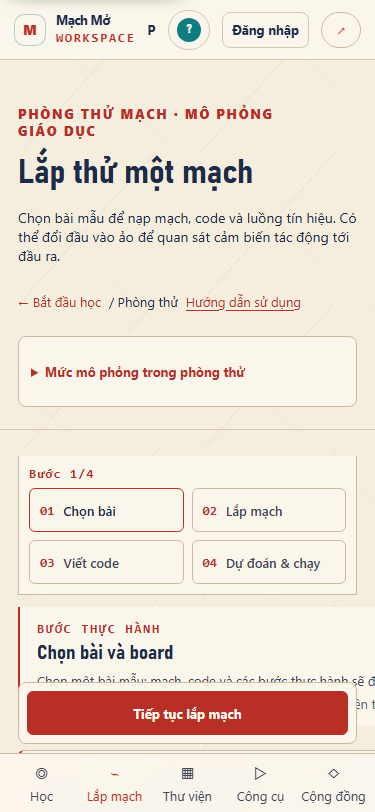 M
Mạch Mở
WORKSPACE
P
?
Đăng nhập
↗
PHÒNG THỬ MẠCH · MÔ PHỎNG
GIÁO DỤC
Lắp thử một mạch
Chọn bài mẫu để nạp mạch, code và luồng tín hiệu. Có
thể đổi đầu vào ảo để quan sát cảm biến tác động tới
đầu ra.
← Bắt đầu học / Phòng thử Hướng dẫn sử dụng
▶ Mức mô phỏng trong phòng thử
Bước 1/4
01 Chọn bài
02 Lắp mạch
03 Viết code
04 Dự đoán & chạy
BƯỚC THỰC HÀNH
Chọn bài và board
Chọn một bài mẫu; mạch, code và các bước thực hành sẽ đ
Tiếp tục lắp mạch
Học
Lắp mạch
Thư viện
Công cụ
Cộng đồng